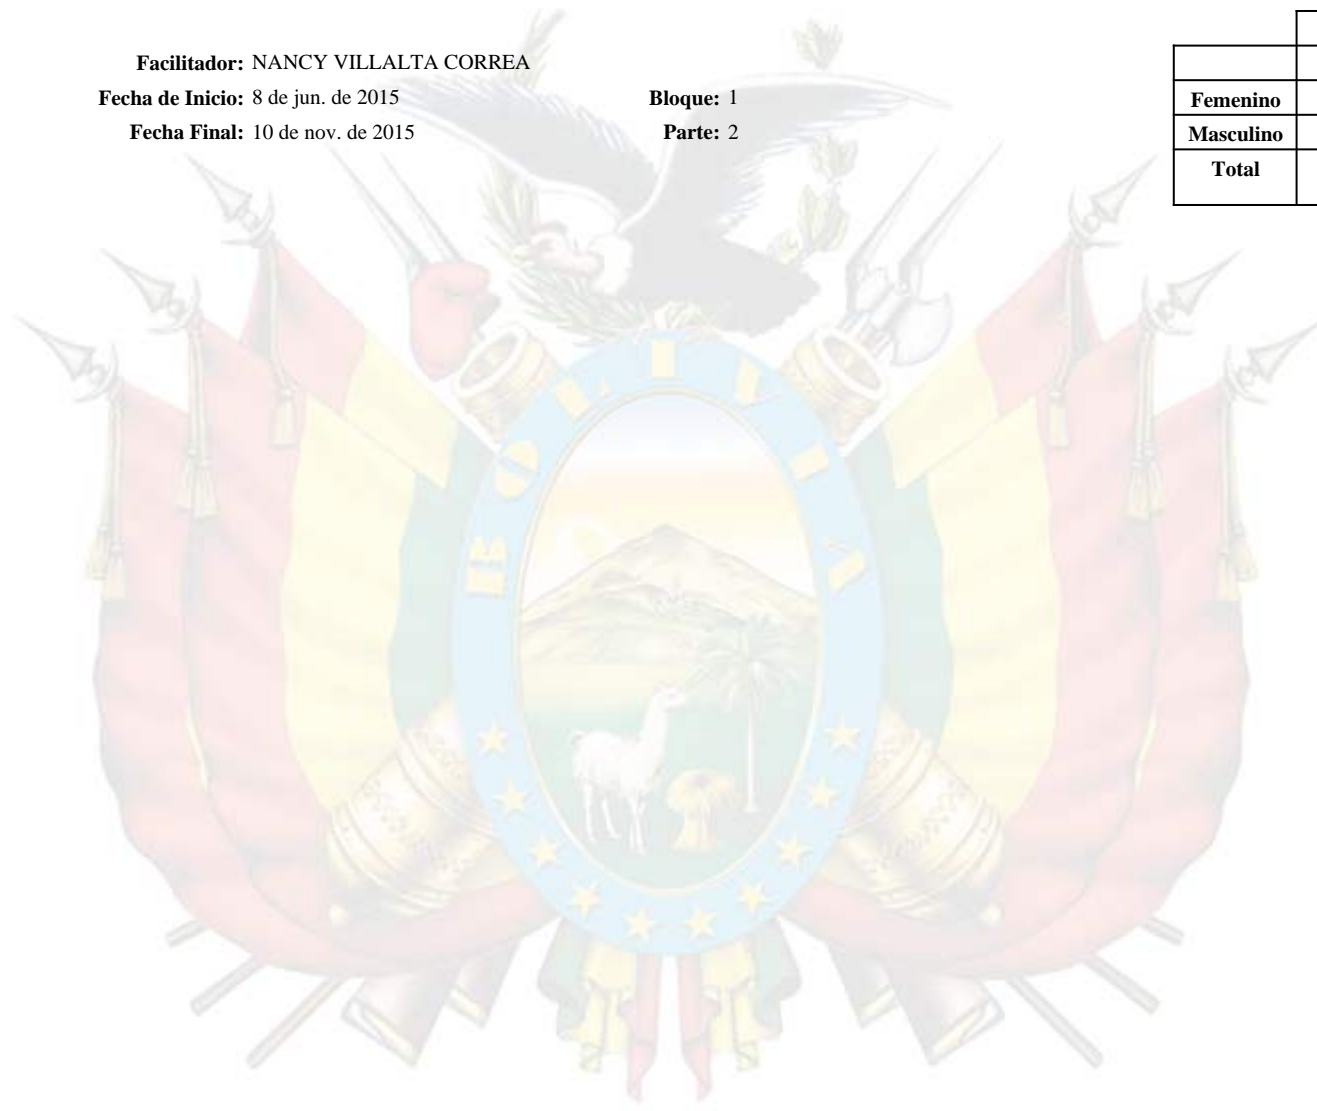 Facilitador: NANCY VILLALTA CORREA
Fecha de Inicio: 8 de jun. de 2015 Bloque: 1
Fecha Final: 10 de nov. de 2015 Parte: 2
Femenino
Masculino
Total
BOLIVIA